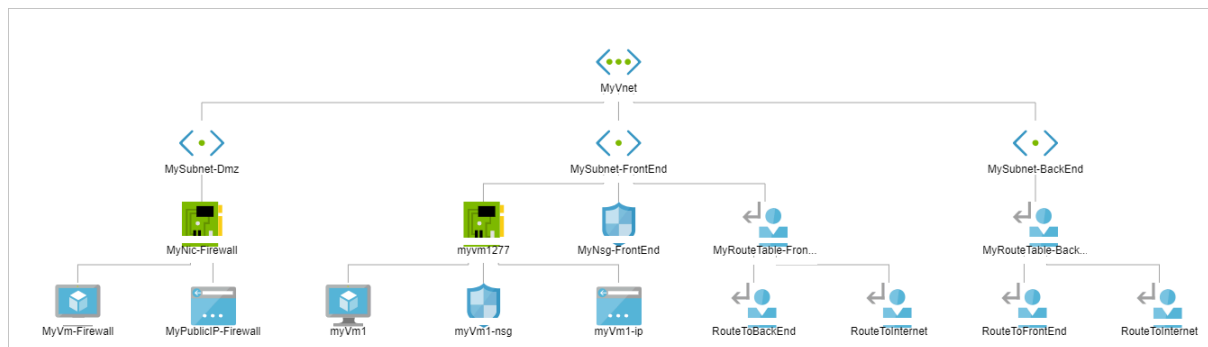 MyVnet
MySubnet-Dmz
MySubnet-FrontEnd
MySubnet-BackEnd
MyNic-Firewall
myvm1277
MyNsg-FrontEnd
MyRouteTable-Fron...
MyRouteTable-Back...
MyVm-Firewall
MyPublicIP-Firewall
myVm1
myVm1-nsg
myVm1-ip
RouteToBackEnd
RouteToInternet
RouteToFrontEnd
RouteToInternet